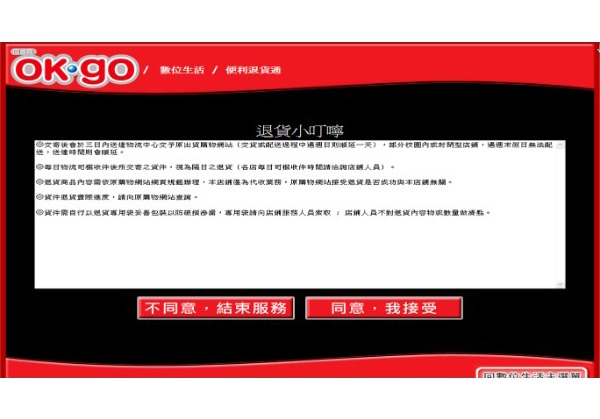 OK·go / 數位生活 / 便利退貨通
退貨小叮嚀
◎交寄後會於三日內送達物流中心交予原出貨購物網站（交貨或配送過程中遇週日則順延一天），部分校園內或封閉型店鋪，遇週末假日無法配
送，送達時間則會順延。
◎每日物流司機收件後所交寄之貨件，視為隔日之退貨（各店每日司機收件時間請洽詢店鋪人員）。
◎退貨商品內容需依原購物網站網頁規範辦理，本店鋪僅為代收業務，原購物網站接受退貨是否成功與本店鋪無關。
◎貨件退貨實際進度，請向原購物網站查詢。
◎貨件需自行以退貨專用袋妥善包裝以防破損滲漏，專用袋請向店鋪服務人員索取 / 店鋪人員不對退貨內容物或數量做清點。
不同意，結束服務
同意，我接受
回數位生活主選單